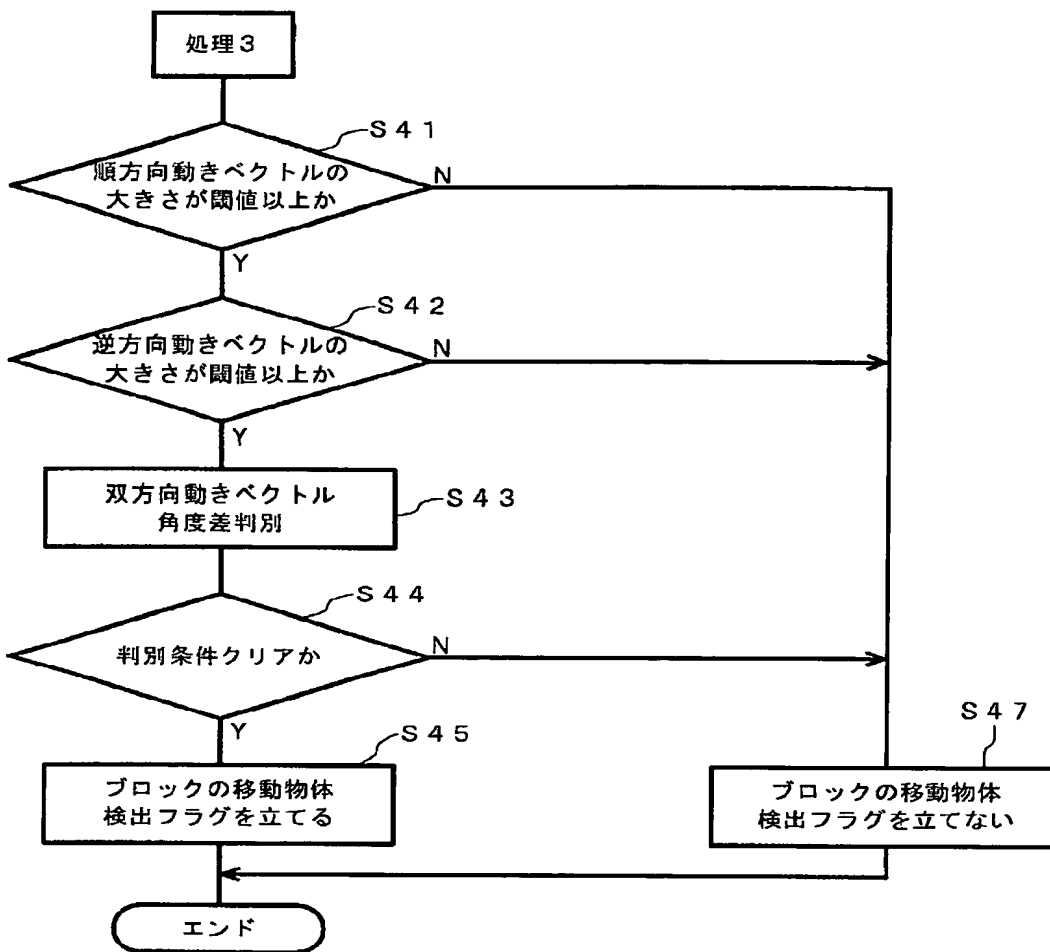 処理3
S41
順方向動きベクトルの
大きさが閾値以上か
N
Y
S42
逆方向動きベクトルの
大きさが閾値以上か
N
Y
双方向動きベクトル
角度差判別
S43
S44
判別条件クリアか
N
Y
S45
ブロックの移動物体
検出フラグを立てる
S47
ブロックの移動物体
検出フラグを立てない
エンド